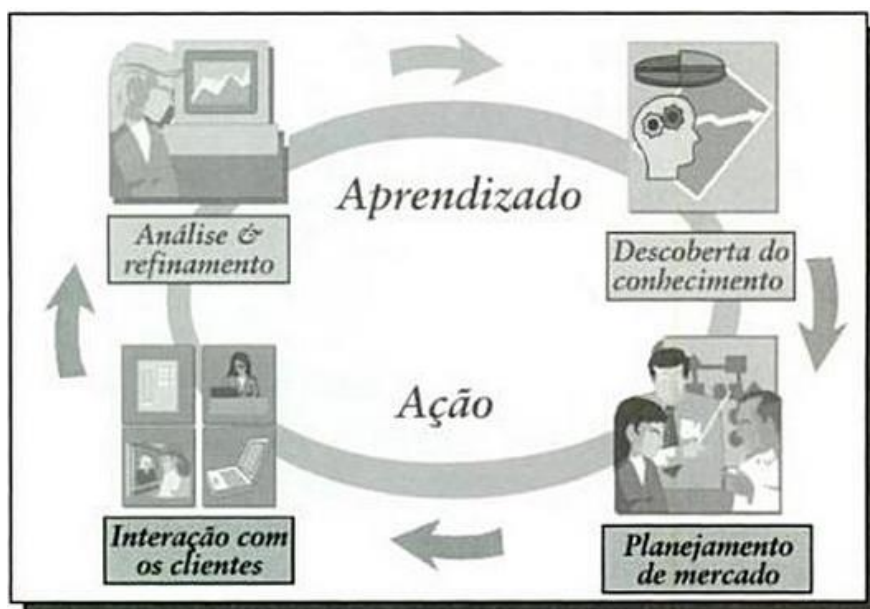 Aprendizado
Análise &
refinamento
Descoberta do
conhecimento
Ação
Interação com
os clientes
Planejamento
de mercado